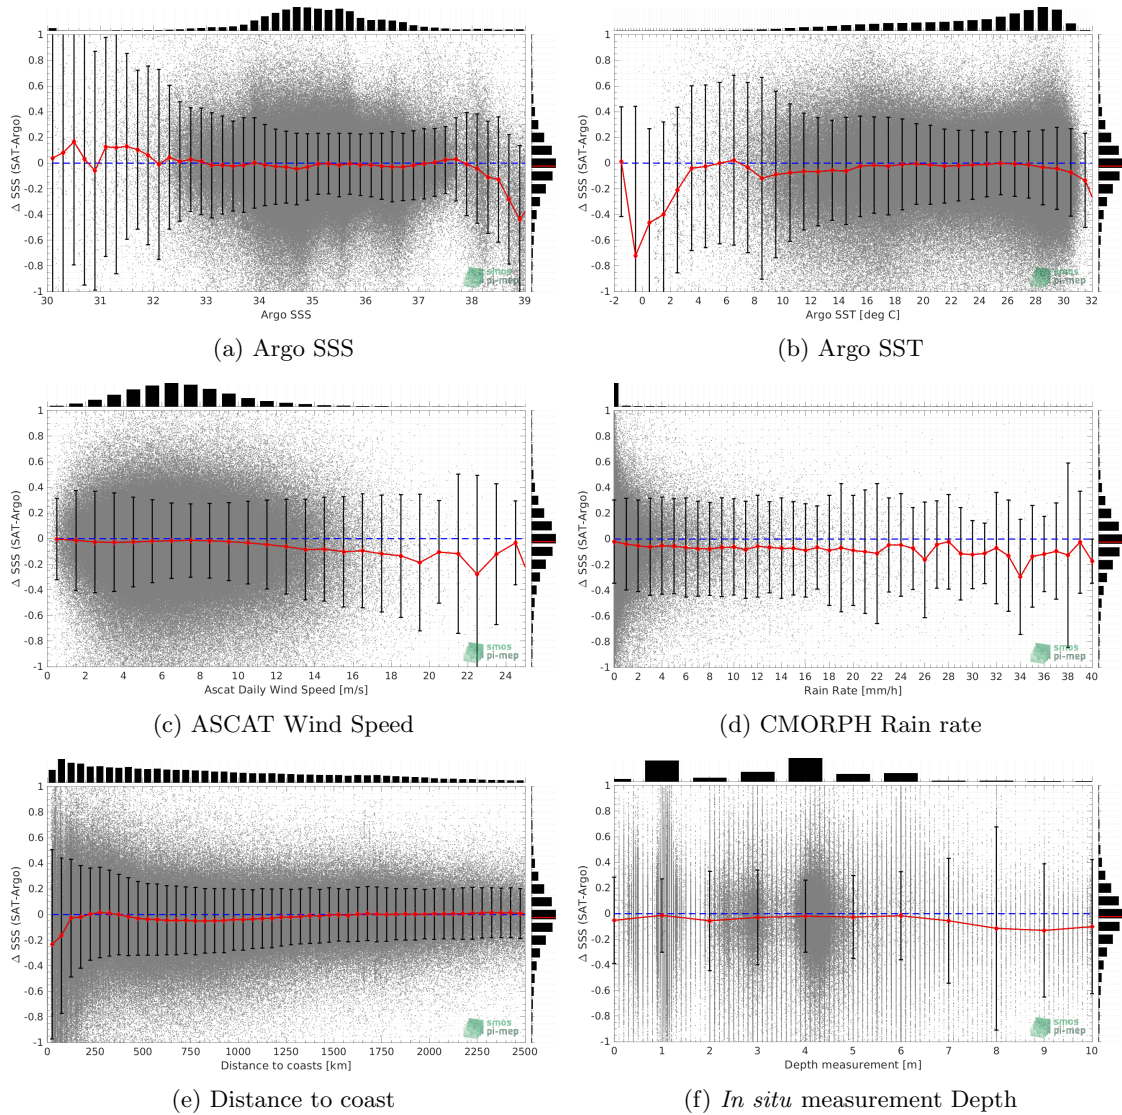 1
0.8
0.6
0.4
0.2
0
-0.2
-0.4
-0.6
-0.8
-1
Δ SSS (SAT-Argo)
30 31 32 33 34 35 36 37 38 39
Argo SSS
smos
pi-mep
(a) Argo SSS
1
0.8
0.6
0.4
0.2
0
-0.2
-0.4
-0.6
-0.8
-1
Δ SSS (SAT-Argo)
-2 0 2 4 6 8 10 12 14 16 18 20 22 24 26 28 30 32
Argo SST [deg C]
smos
pi-mep
(b) Argo SST
1
0.8
0.6
0.4
0.2
0
-0.2
-0.4
-0.6
-0.8
-1
Δ SSS (SAT-Argo)
0 2 4 6 8 10 12 14 16 18 20 22 24
Ascat Daily Wind Speed [m/s]
smos
pi-mep
(c) ASCAT Wind Speed
1
0.8
0.6
0.4
0.2
0
-0.2
-0.4
-0.6
-0.8
-1
Δ SSS (SAT-Argo)
0 2 4 6 8 10 12 14 16 18 20 22 24 26 28 30 32 34 36 38 40
Rain Rate [mm/h]
smos
pi-mep
(d) CMORPH Rain rate
1
0.8
0.6
0.4
0.2
0
-0.2
-0.4
-0.6
-0.8
-1
Δ SSS (SAT-Argo)
0 250 500 750 1000 1250 1500 1750 2000 2250 2500
Distance to coasts [km]
smos
pi-mep
(e) Distance to coast
1
0.8
0.6
0.4
0.2
0
-0.2
-0.4
-0.6
-0.8
-1
Δ SSS (SAT-Argo)
0 1 2 3 4 5 6 7 8 9 10
Depth measurement [m]
smos
pi-mep
(f) In situ measurement Depth